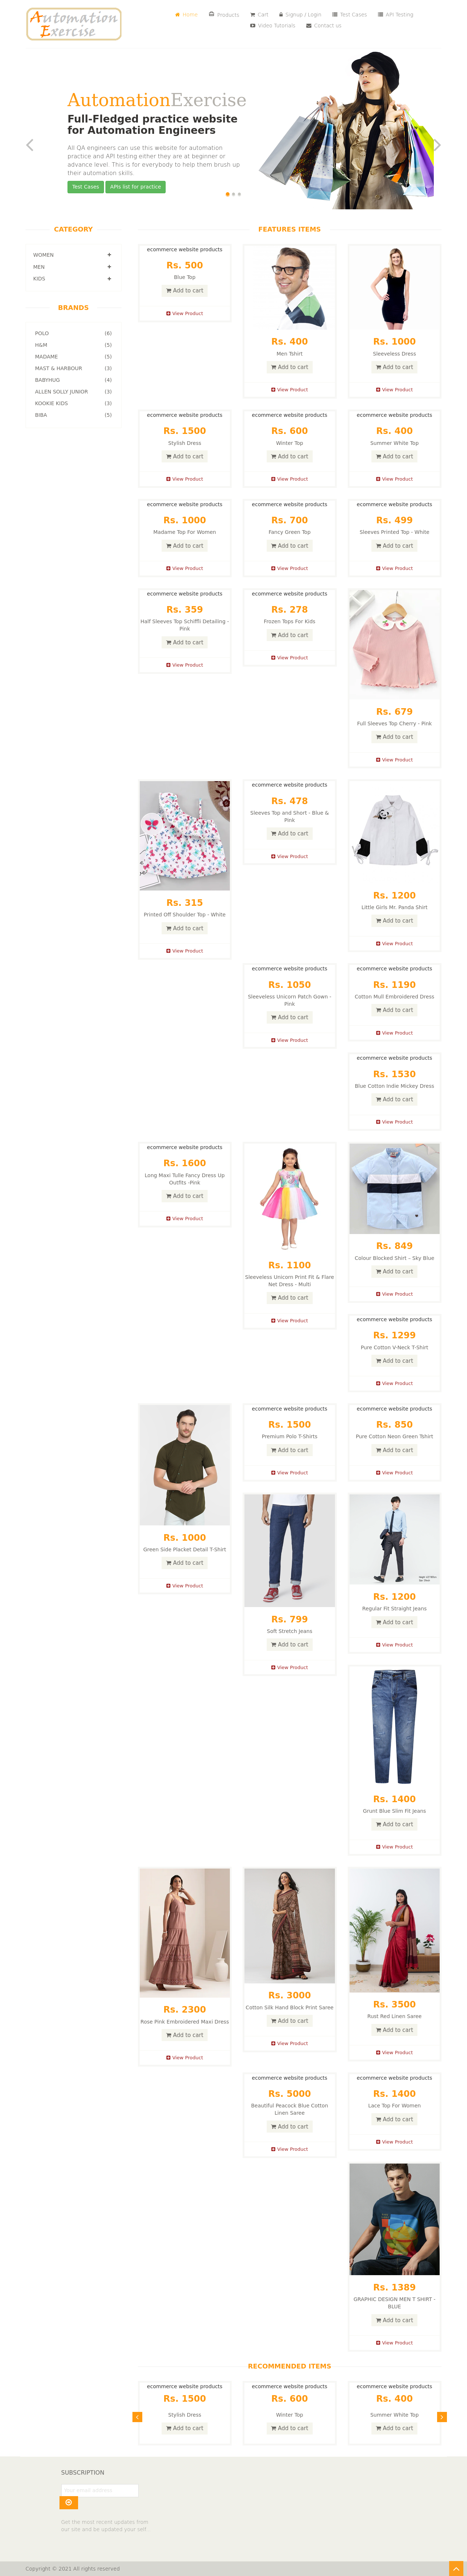 Automation
Exercise
Home
Products
Cart
Signup / Login
Test Cases
API Testing
Video Tutorials
Contact us
AutomationExercise
Full-Fledged practice website
for Automation Engineers
All QA engineers can use this website for automation
practice and API testing either they are at beginner or
advance level. This is for everybody to help them brush up
their automation skills.
Test Cases
APIs list for practice
CATEGORY
WOMEN
MEN
KIDS
BRANDS
POLO (6)
H&M (5)
MADAME (5)
MAST & HARBOUR (3)
BABYHUG (4)
ALLEN SOLLY JUNIOR (3)
KOOKIE KIDS (3)
BIBA (5)
FEATURES ITEMS
ecommerce website products
Rs. 500
Blue Top
Add to cart
View Product
Rs. 400
Men Tshirt
Add to cart
View Product
Rs. 1000
Sleeveless Dress
Add to cart
View Product
ecommerce website products
Rs. 1500
Stylish Dress
Add to cart
View Product
ecommerce website products
Rs. 600
Winter Top
Add to cart
View Product
ecommerce website products
Rs. 400
Summer White Top
Add to cart
View Product
ecommerce website products
Rs. 1000
Madame Top For Women
Add to cart
View Product
ecommerce website products
Rs. 700
Fancy Green Top
Add to cart
View Product
ecommerce website products
Rs. 499
Sleeves Printed Top - White
Add to cart
View Product
ecommerce website products
Rs. 359
Half Sleeves Top Schiffli Detailing -
Pink
Add to cart
View Product
ecommerce website products
Rs. 278
Frozen Tops For Kids
Add to cart
View Product
Rs. 679
Full Sleeves Top Cherry - Pink
Add to cart
View Product
Rs. 315
Printed Off Shoulder Top - White
Add to cart
View Product
ecommerce website products
Rs. 478
Sleeves Top and Short - Blue &
Pink
Add to cart
View Product
Rs. 1200
Little Girls Mr. Panda Shirt
Add to cart
View Product
ecommerce website products
Rs. 1050
Sleeveless Unicorn Patch Gown -
Pink
Add to cart
View Product
ecommerce website products
Rs. 1190
Cotton Mull Embroidered Dress
Add to cart
View Product
ecommerce website products
Rs. 1530
Blue Cotton Indie Mickey Dress
Add to cart
View Product
ecommerce website products
Rs. 1600
Long Maxi Tulle Fancy Dress Up
Outfits -Pink
Add to cart
View Product
Rs. 1100
Sleeveless Unicorn Print Fit & Flare
Net Dress - Multi
Add to cart
View Product
Rs. 849
Colour Blocked Shirt – Sky Blue
Add to cart
View Product
ecommerce website products
Rs. 1299
Pure Cotton V-Neck T-Shirt
Add to cart
View Product
Rs. 1000
Green Side Placket Detail T-Shirt
Add to cart
View Product
ecommerce website products
Rs. 1500
Premium Polo T-Shirts
Add to cart
View Product
ecommerce website products
Rs. 850
Pure Cotton Neon Green Tshirt
Add to cart
View Product
Rs. 799
Soft Stretch Jeans
Add to cart
View Product
Rs. 1200
Regular Fit Straight Jeans
Add to cart
View Product
Rs. 1400
Grunt Blue Slim Fit Jeans
Add to cart
View Product
Rs. 2300
Rose Pink Embroidered Maxi Dress
Add to cart
View Product
Rs. 3000
Cotton Silk Hand Block Print Saree
Add to cart
View Product
Rs. 3500
Rust Red Linen Saree
Add to cart
View Product
ecommerce website products
Rs. 5000
Beautiful Peacock Blue Cotton
Linen Saree
Add to cart
View Product
ecommerce website products
Rs. 1400
Lace Top For Women
Add to cart
View Product
Rs. 1389
GRAPHIC DESIGN MEN T SHIRT -
BLUE
Add to cart
View Product
RECOMMENDED ITEMS
ecommerce website products
Rs. 1500
Stylish Dress
Add to cart
ecommerce website products
Rs. 600
Winter Top
Add to cart
ecommerce website products
Rs. 400
Summer White Top
Add to cart
SUBSCRIPTION
Your email address
Get the most recent updates from
our site and be updated your self...
Copyright © 2021 All rights reserved